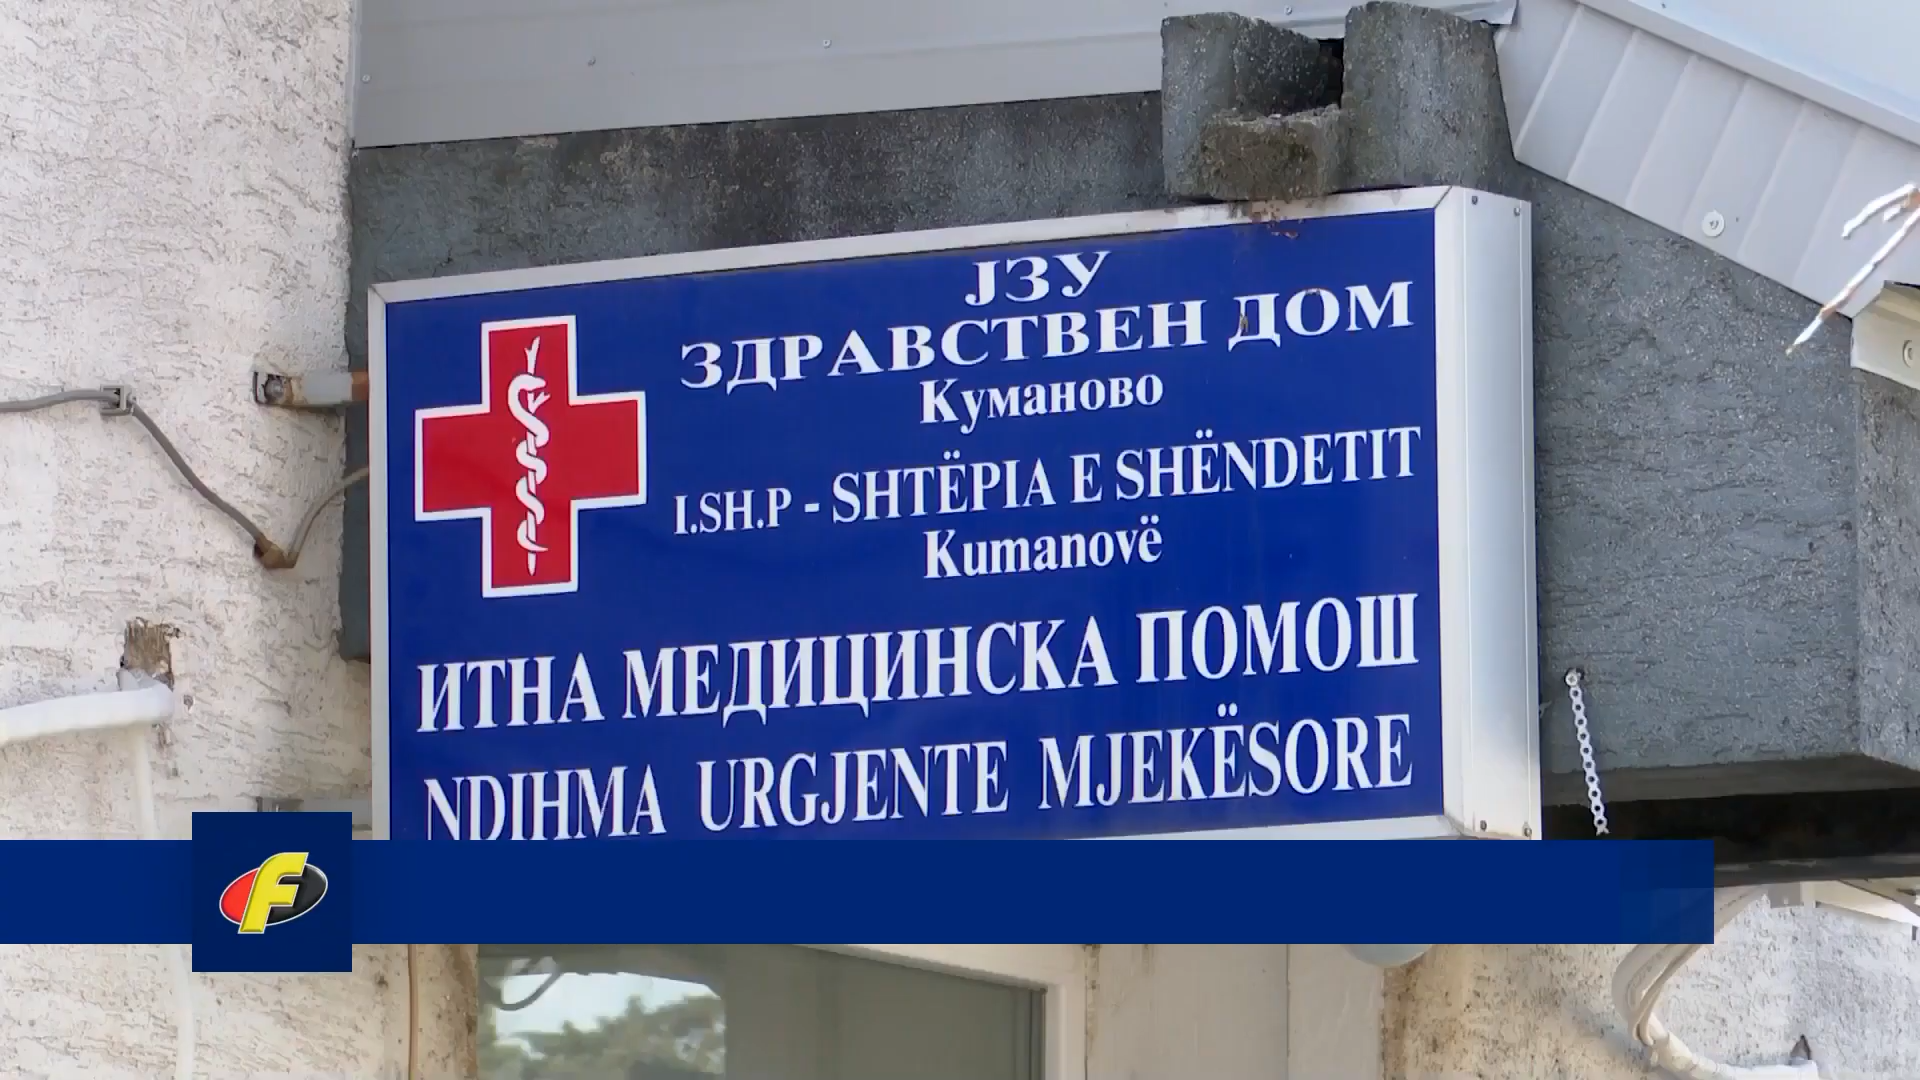 ЈЗУ
ЗДРАВСТВЕН ДОМ
Куманово
I.SH.P - SHTËPIA E SHËNDETIT
Kumanovë
ИТНА МЕДИЦИНСКА ПОМОШ
NDIHMA URGJENTE MJEKËSORE
F